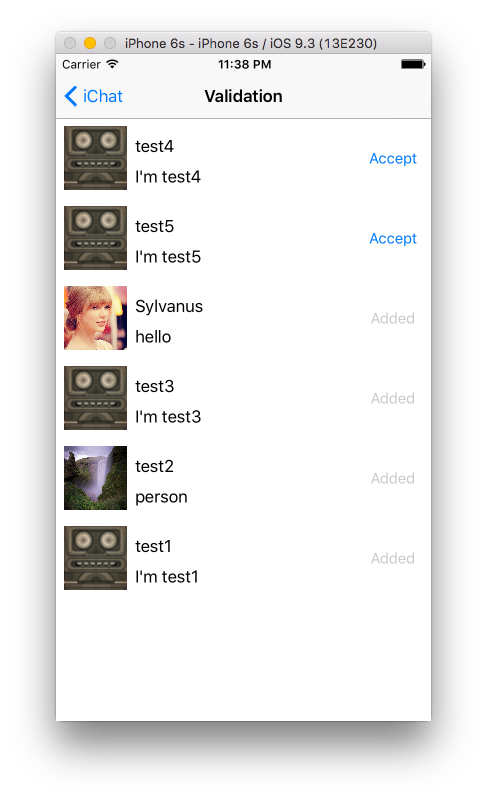 iPhone 6s - iPhone 6s / iOS 9.3 (13E230)
Carrier 11:38 PM
iChat Validation
test4
Accept
I'm test4
test5
Accept
I'm test5
Sylvanus
Added
hello
test3
Added
I'm test3
test2
Added
person
test1
Added
I'm test1